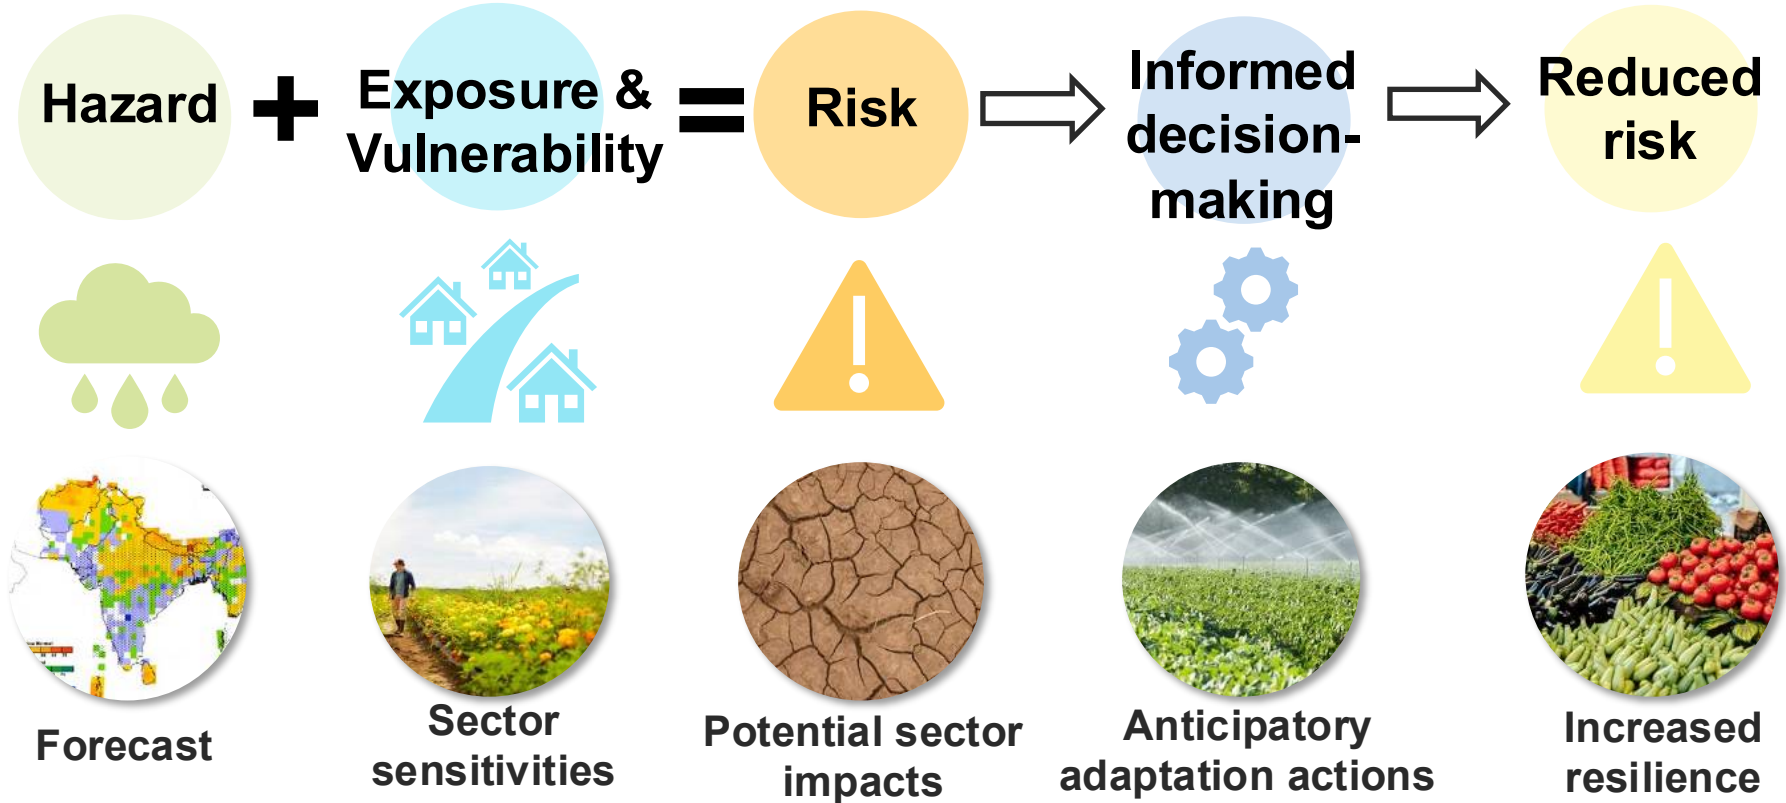 Hazard
+
Exposure &
Vulnerability
=
Risk
Informed
decision-
making
Reduced
risk
Forecast
Sector
sensitivities
Potential sector
impacts
Anticipatory
adaptation actions
Increased
resilience